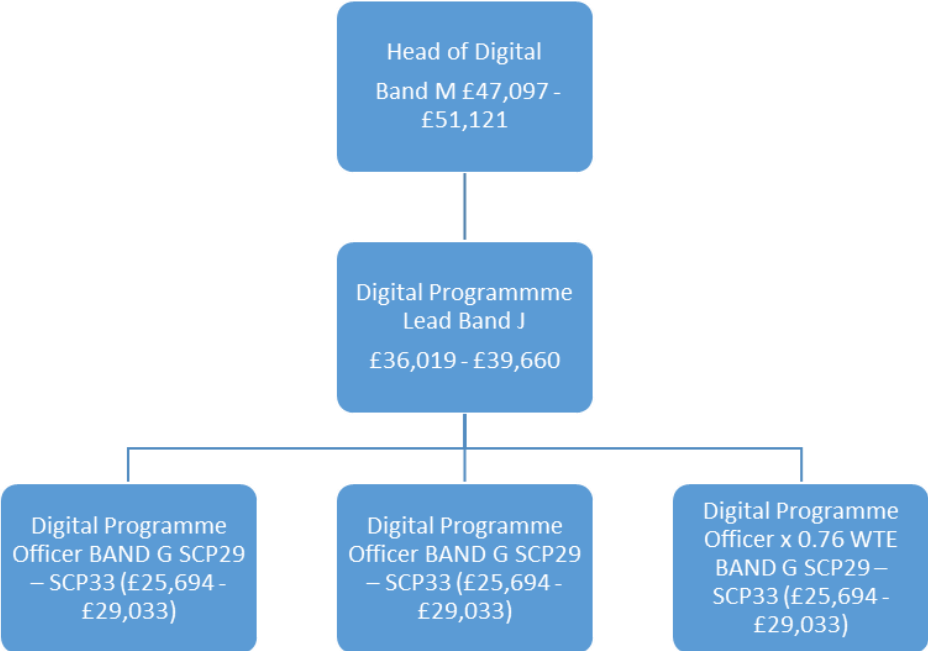 Head of Digital
Band M £47,097 -
£51,121
Digital Programmme
Lead Band J
£36,019 - £39,660
Digital Programme
Officer BAND G SCP29
– SCP33 (£25,694 -
£29,033)
Digital Programme
Officer BAND G SCP29
– SCP33 (£25,694 -
£29,033)
Digital Programme
Officer x 0.76 WTE
BAND G SCP29 –
SCP33 (£25,694 -
£29,033)